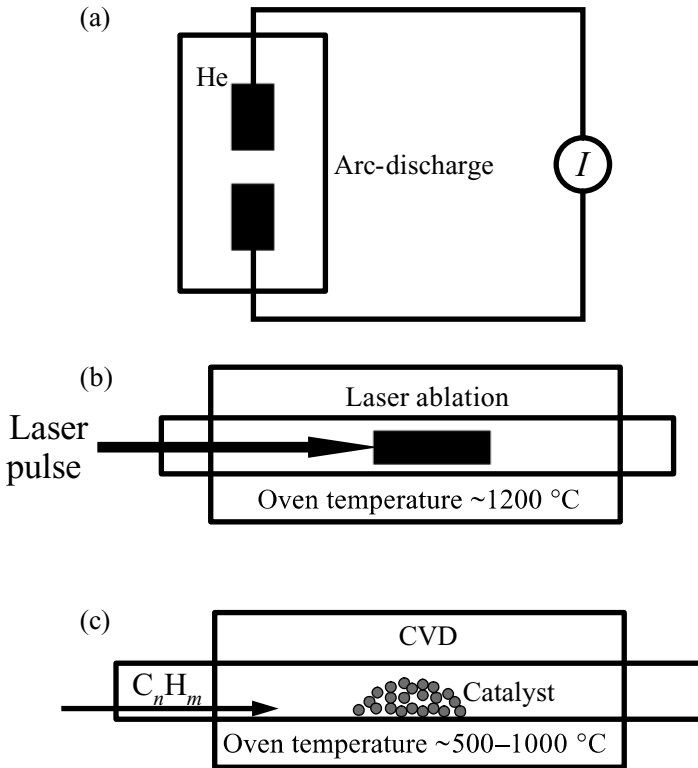 (a)
He
Arc-discharge
I
(b)
Laser ablation
Laser
pulse
Oven temperature ~1200 °C
(c)
CVD
CₙHₘ
Catalyst
Oven temperature ~500–1000 °C